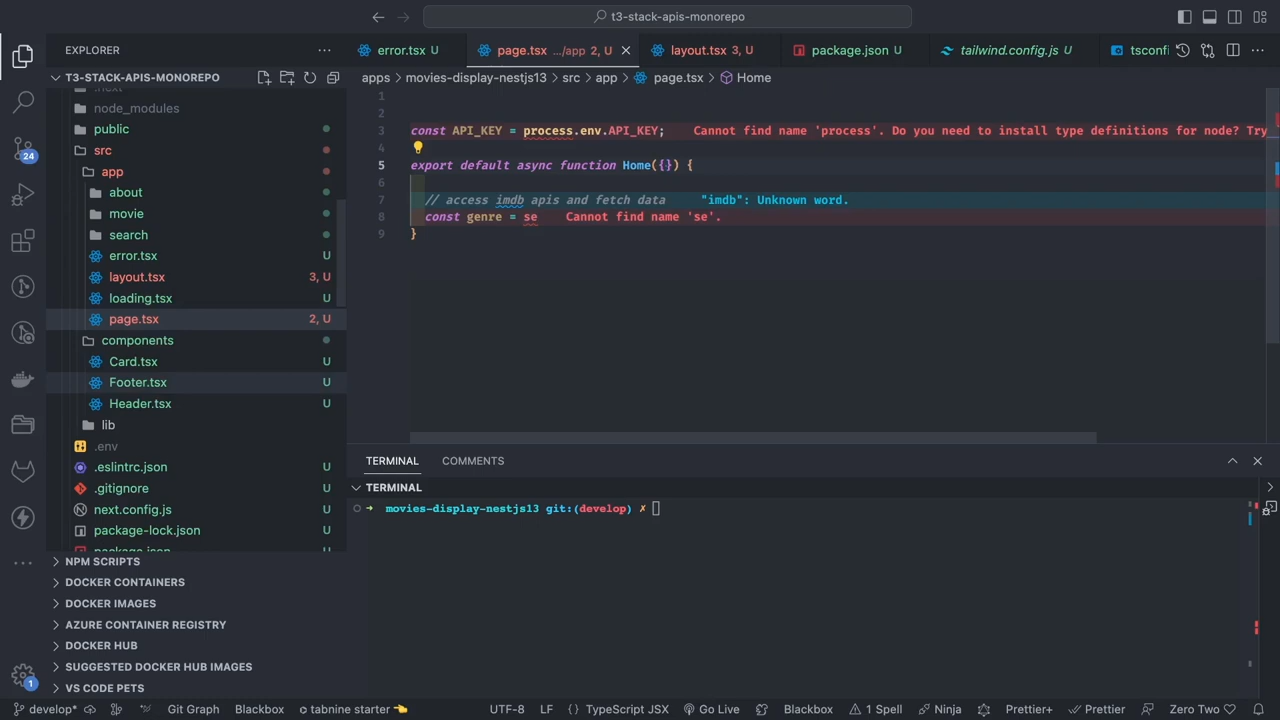 t3-stack-apis-monorepo
EXPLORER
error.tsx U
page.tsx .../app 2, U
layout.tsx 3, U
package.json U
tailwind.config.js U
tsconfi
T3-STACK-APIS-MONOREPO
apps > movies-display-nestjs13 > src > app > page.tsx > Home
.next
node_modules
public
src
app
about
movie
search
error.tsx U
layout.tsx 3, U
loading.tsx U
page.tsx 2, U
components
Card.tsx U
Footer.tsx U
Header.tsx U
lib
.env
.eslintrc.json U
.gitignore U
next.config.js U
package-lock.json U
package.json
NPM SCRIPTS
DOCKER CONTAINERS
DOCKER IMAGES
AZURE CONTAINER REGISTRY
DOCKER HUB
SUGGESTED DOCKER HUB IMAGES
VS CODE PETS
24
1
1
2
3 const API_KEY = process.env.API_KEY; Cannot find name 'process'. Do you need to install type definitions for node? Try
4
5 export default async function Home({}) {
6
7 // access imdb apis and fetch data "imdb": Unknown word.
8 const genre = se Cannot find name 'se'.
9 }
TERMINAL COMMENTS
TERMINAL
➜ movies-display-nestjs13 git:(develop) ✗
develop* Git Graph Blackbox tabnine starter 👈 UTF-8 LF {} TypeScript JSX Go Live Blackbox 1 Spell Ninja Prettier+ Prettier Zero Two